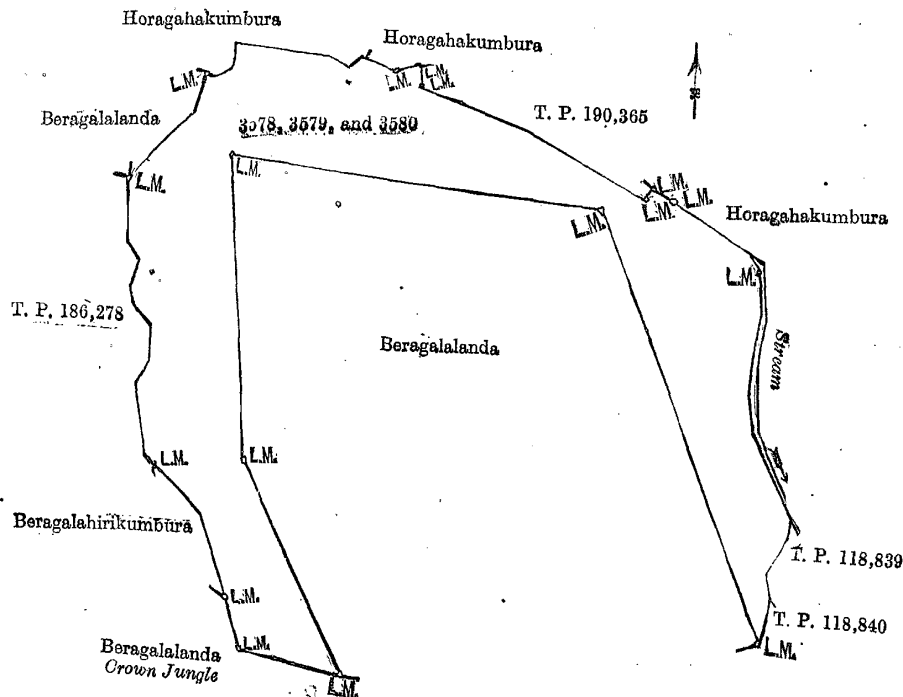 Horagahakumbura
Horagahakumbura
L.M.
L.M.
L.M.
L.M.
Beragalalanda
3578, 3579, and 3580
T. P. 190,365
L.M.
L.M.
L.M.
L.M.
L.M.
L.M.
Horagahakumbura
L.M.
T. P. 186,278
Beragalalanda
Stream
L.M.
L.M.
Beragalahirikumbura
T. P. 118,839
L.M.
T. P. 118,840
L.M.
L.M.
Beragalalanda
Crown Jungle
L.M.